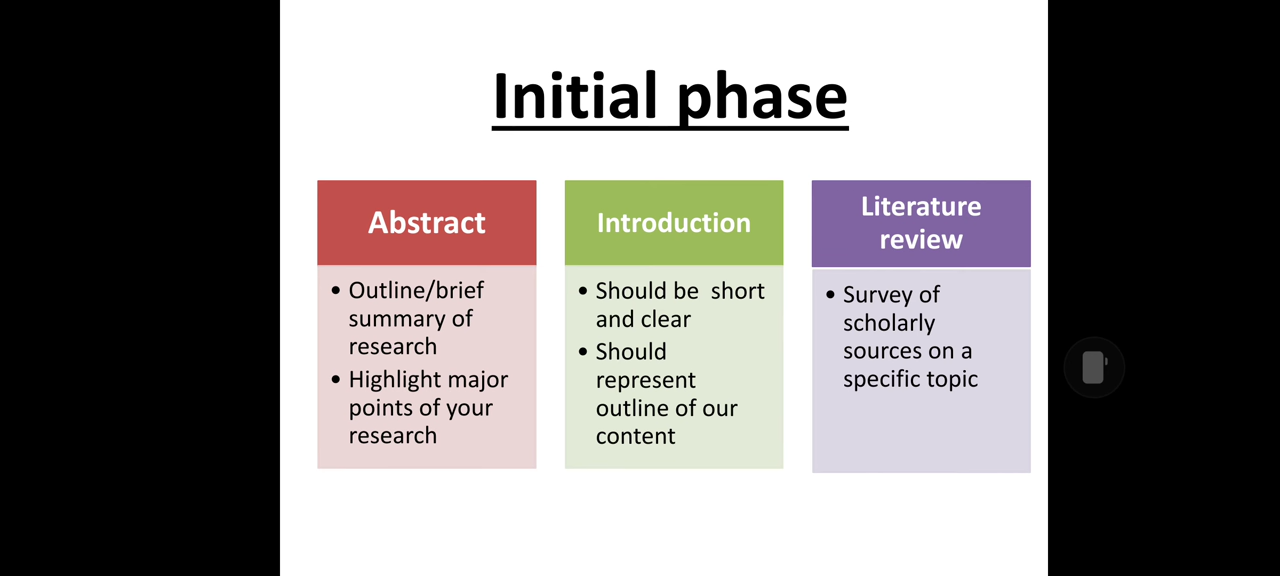 Initial phase
Abstract
• Outline/brief
summary of
research
• Highlight major
points of your
research
Introduction
• Should be  short
and clear
• Should
represent
outline of our
content
Literature
review
• Survey of
scholarly
sources on a
specific topic